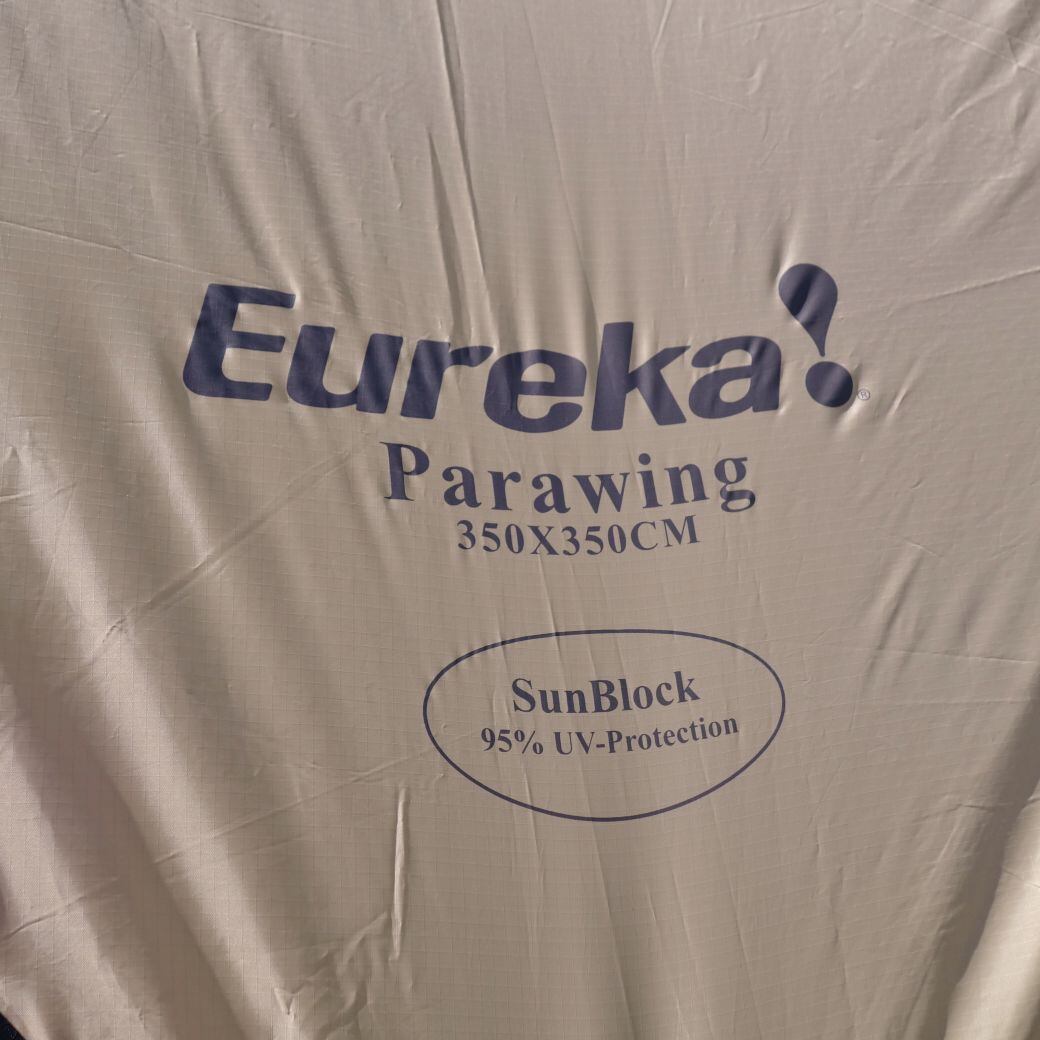 Eureka!®
Parawing
350X350CM
SunBlock
95% UV-Protection